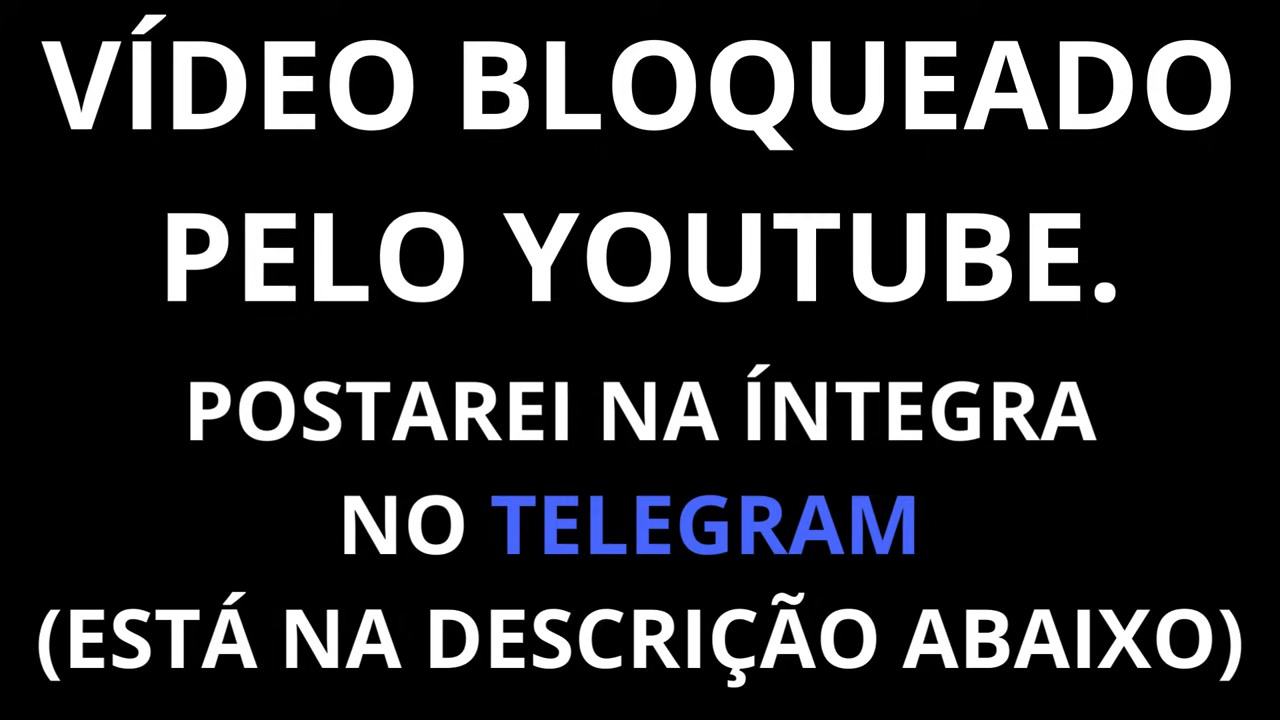 VÍDEO BLOQUEADO
PELO YOUTUBE.
POSTAREI NA ÍNTEGRA
NO TELEGRAM
(ESTÁ NA DESCRIÇÃO ABAIXO)